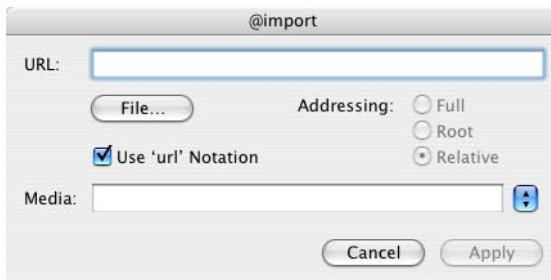 @import
URL:
File...
Addressing:
Full
Root
Use ‘url’ Notation
Relative
Media:
Cancel
Apply